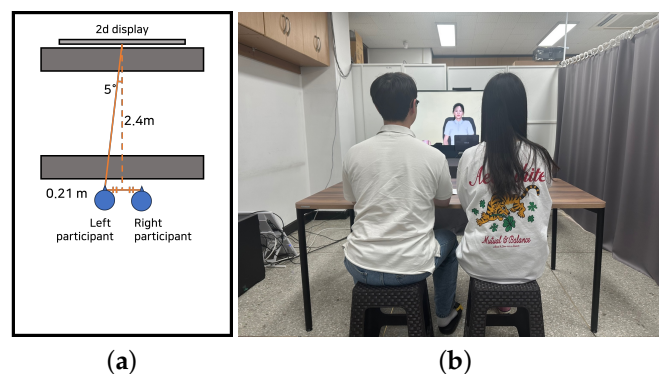 2d display
5°
2.4m
0.21 m
Left
participant
Right
participant
Mutual & Balance
(a)
(b)